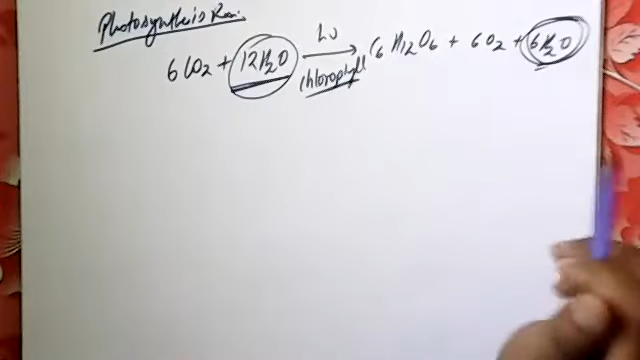 Photosynthesis Rxn.
6CO2 + 12H2O hν → chlorophyll C6H12O6 + 6O2 + 6H2O